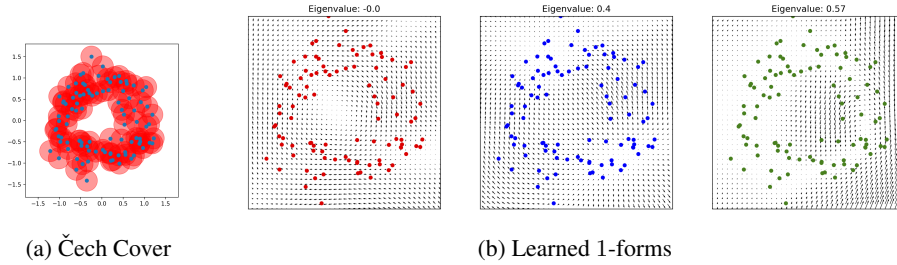 Eigenvalue: -0.0
Eigenvalue: 0.4
Eigenvalue: 0.57
1.5
1.0
0.5
0.0
−0.5
−1.0
−1.5
−1.5 −1.0 −0.5 0.0 0.5 1.0 1.5
(a) Čech Cover
(b) Learned 1-forms